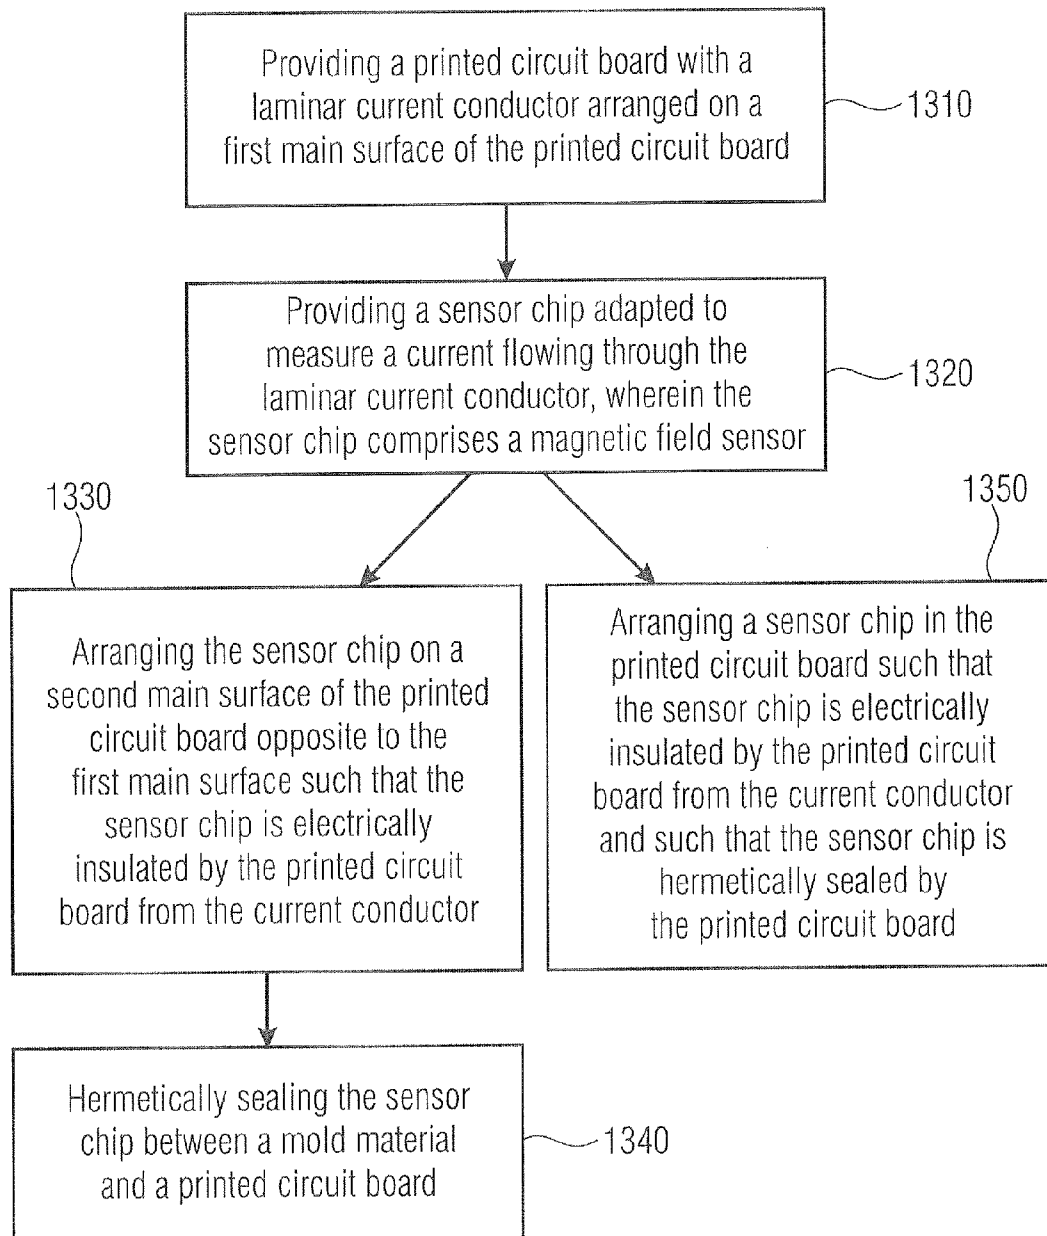 Providing a printed circuit board with a
laminar current conductor arranged on a
first main surface of the printed circuit board
1310
Providing a sensor chip adapted to
measure a current flowing through the
laminar current conductor, wherein the
sensor chip comprises a magnetic field sensor
1320
1330
Arranging the sensor chip on a
second main surface of the printed
circuit board opposite to the
first main surface such that the
sensor chip is electrically
insulated by the printed circuit
board from the current conductor
1350
Arranging a sensor chip in the
printed circuit board such that
the sensor chip is electrically
insulated by the printed circuit
board from the current conductor
and such that the sensor chip is
hermetically sealed by
the printed circuit board
Hermetically sealing the sensor
chip between a mold material
and a printed circuit board
1340